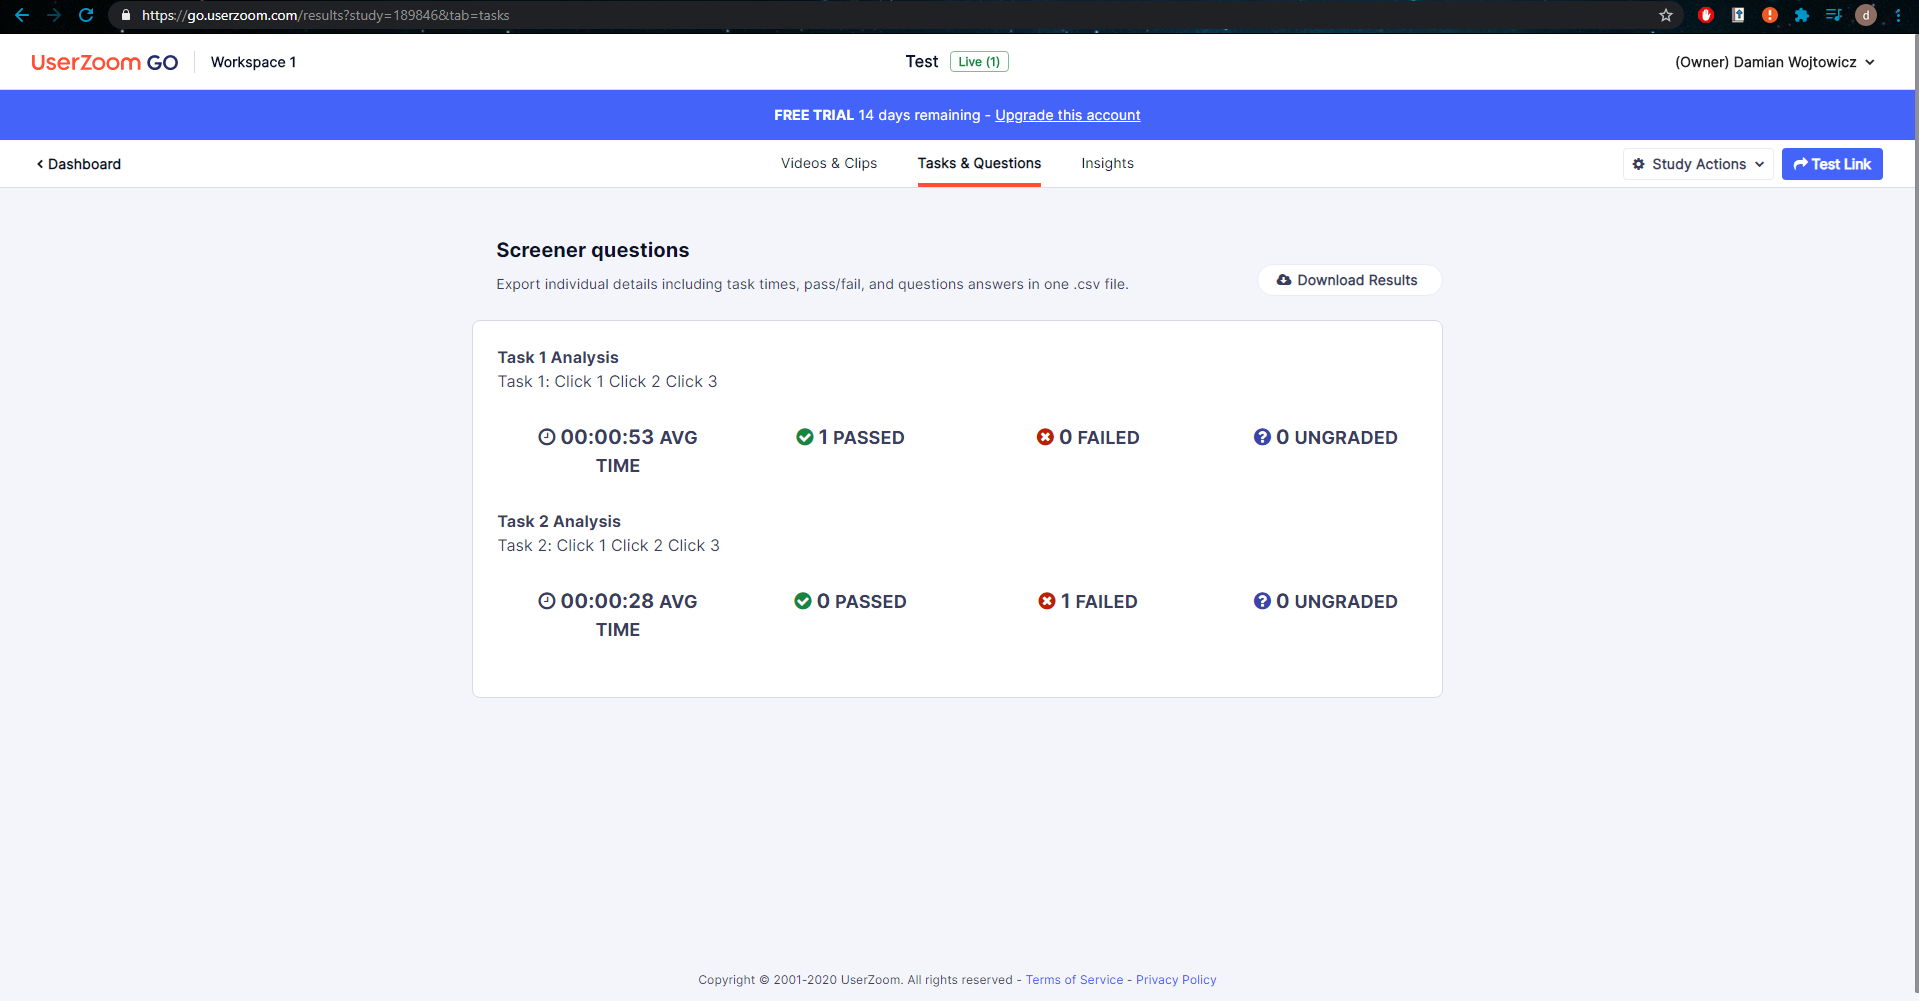 https://go.userzoom.com/results?study=189846&tab=tasks
d
UserZoom GO
Workspace 1
Test
Live (1)
(Owner) Damian Wojtowicz
FREE TRIAL 14 days remaining - Upgrade this account
Dashboard
Videos & Clips
Tasks & Questions
Insights
Study Actions
Test Link
Screener questions
Export individual details including task times, pass/fail, and questions answers in one .csv file.
Download Results
Task 1 Analysis
Task 1: Click 1 Click 2 Click 3
00:00:53 AVG
TIME
1 PASSED
0 FAILED
0 UNGRADED
Task 2 Analysis
Task 2: Click 1 Click 2 Click 3
00:00:28 AVG
TIME
0 PASSED
1 FAILED
0 UNGRADED
Copyright © 2001-2020 UserZoom. All rights reserved - Terms of Service - Privacy Policy